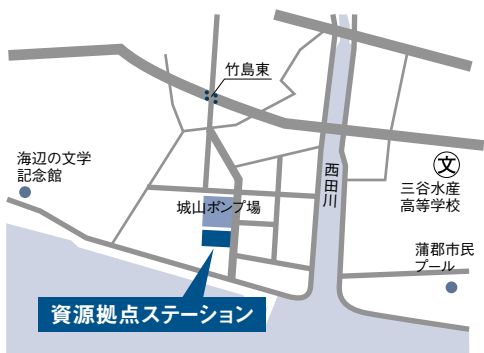 竹島東
海辺の文学
記念館
西田川
文
三谷水産
高等学校
城山ポンプ場
蒲郡市民
プール
資源拠点ステーション